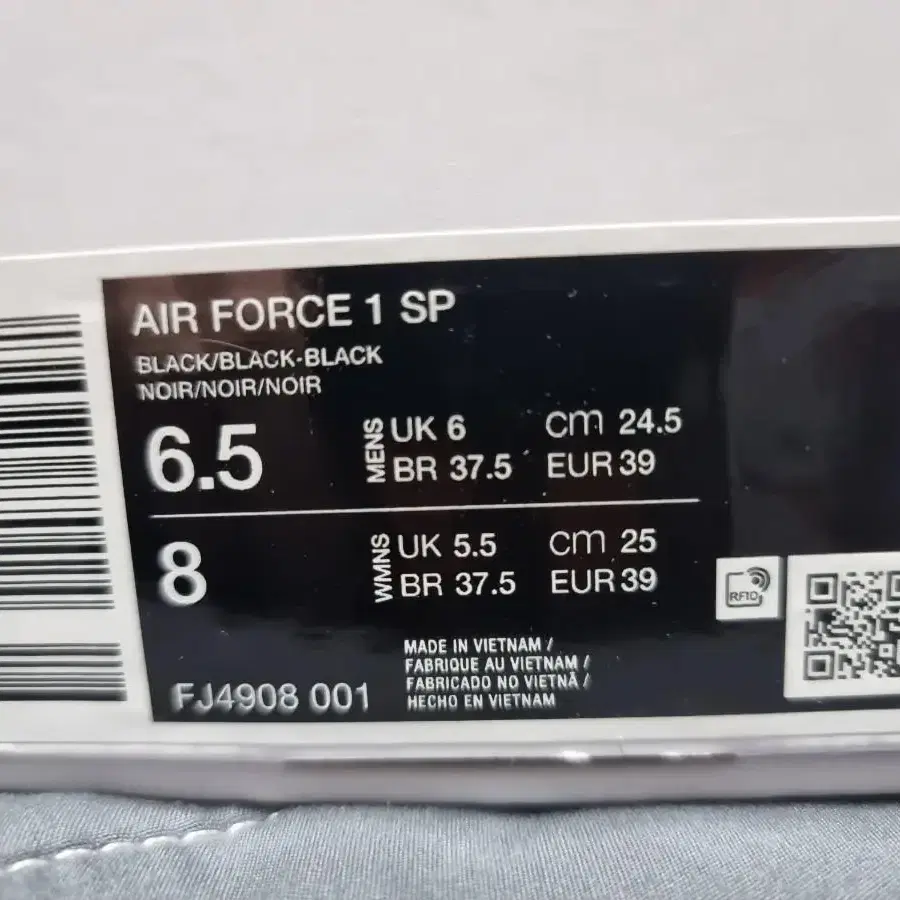 AIR FORCE 1 SP
BLACK/BLACK-BLACK
NOIR/NOIR/NOIR
6.5 MENS UK 6 cm 24.5
BR 37.5 EUR 39
8 WMNS UK 5.5 cm 25
BR 37.5 EUR 39
RFID
MADE IN VIETNAM /
FABRIQUE AU VIETNAM /
FABRICADO NO VIETNÃ /
HECHO EN VIETNAM
FJ4908 001